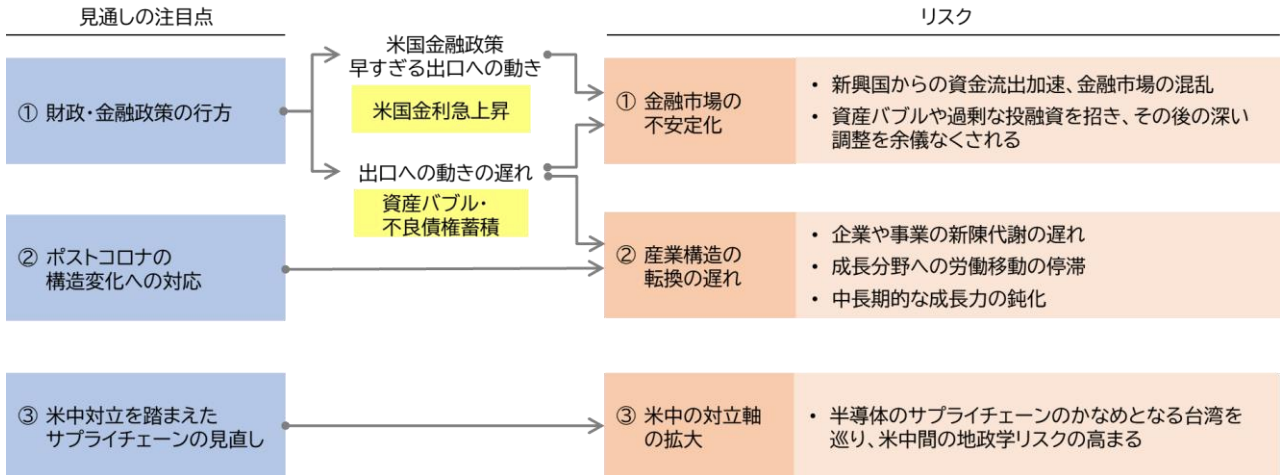 見通しの注目点
リスク
① 財政・金融政策の行方
米国金融政策
早すぎる出口への動き
米国金利急上昇
出口への動きの遅れ
資産バブル・
不良債権蓄積
① 金融市場の
不安定化
• 新興国からの資金流出加速、金融市場の混乱
• 資産バブルや過剰な投融資を招き、その後の深い
調整を余儀なくされる
② ポストコロナの
構造変化への対応
② 産業構造の
転換の遅れ
• 企業や事業の新陳代謝の遅れ
• 成長分野への労働移動の停滞
• 中長期的な成長力の鈍化
③ 米中対立を踏まえた
サプライチェーンの見直し
③ 米中の対立軸
の拡大
• 半導体のサプライチェーンのかなめとなる台湾を
巡り、米中間の地政学リスクの高まる